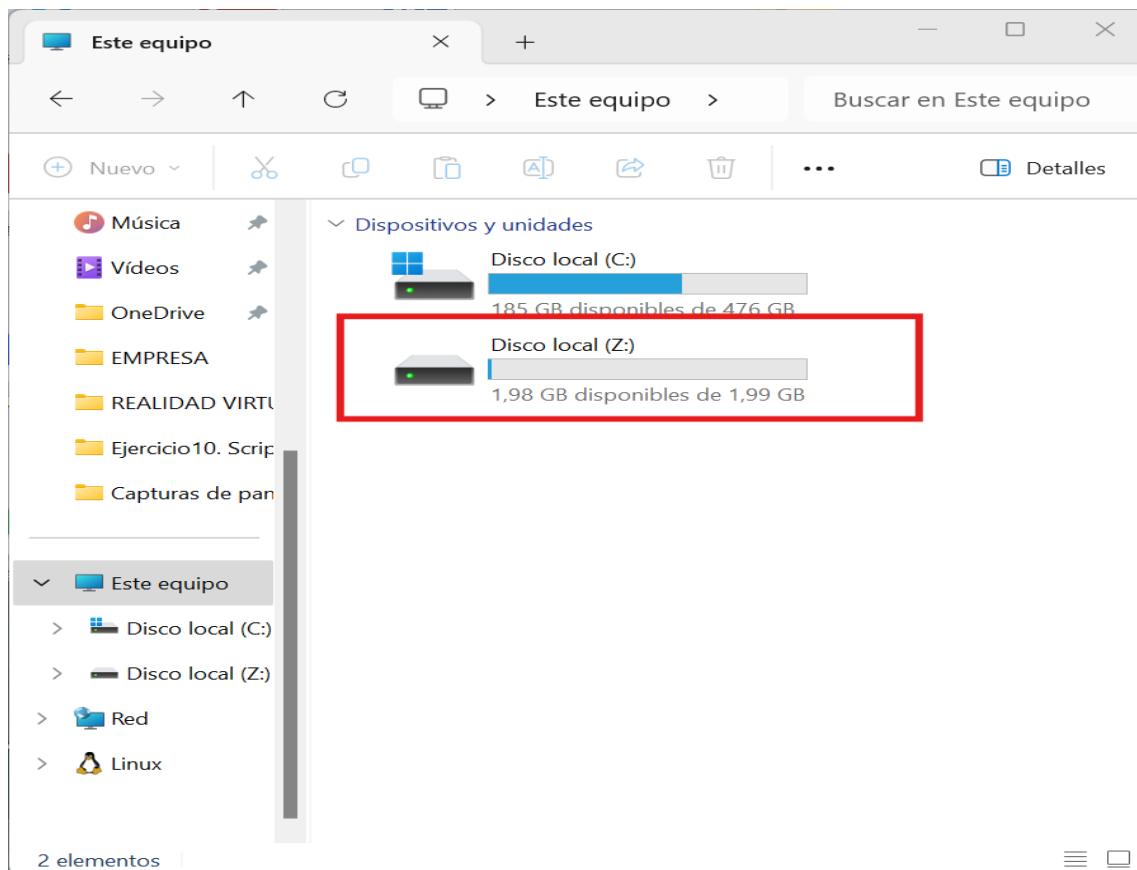 Este equipo
Este equipo
Buscar en Este equipo
Nuevo
Detalles
Música
Vídeos
OneDrive
EMPRESA
REALIDAD VIRTU
Ejercicio10. Scrip
Capturas de pan
Este equipo
Disco local (C:)
Disco local (Z:)
Red
Linux
Dispositivos y unidades
Disco local (C:)
185 GB disponibles de 476 GB
Disco local (Z:)
1,98 GB disponibles de 1,99 GB
2 elementos